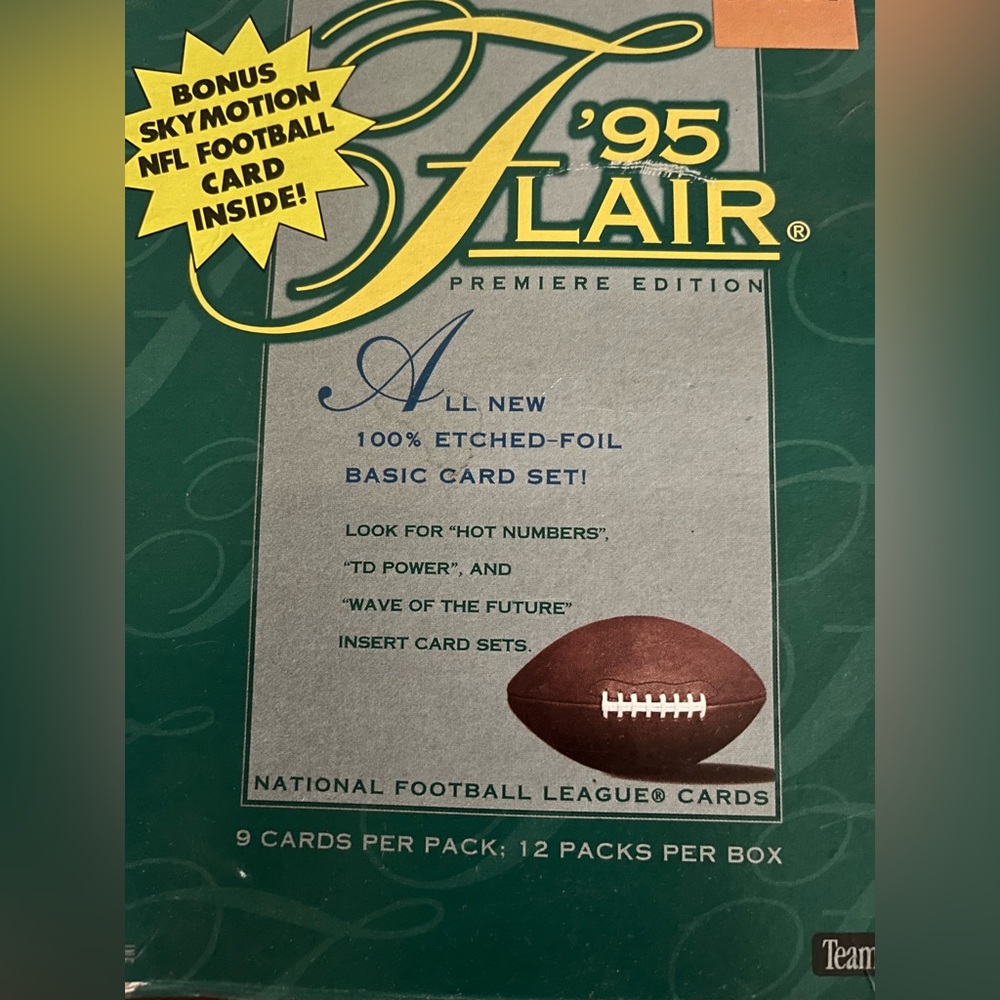 BONUS
SKYMOTION
NFL FOOTBALL
CARD
INSIDE!
'95
FLAIR®
PREMIERE EDITION
ALL NEW
100% ETCHED-FOIL
BASIC CARD SET!
LOOK FOR “HOT NUMBERS”,
“TD POWER”, AND
“WAVE OF THE FUTURE”
INSERT CARD SETS.
NATIONAL FOOTBALL LEAGUE® CARDS
9 CARDS PER PACK; 12 PACKS PER BOX
Team